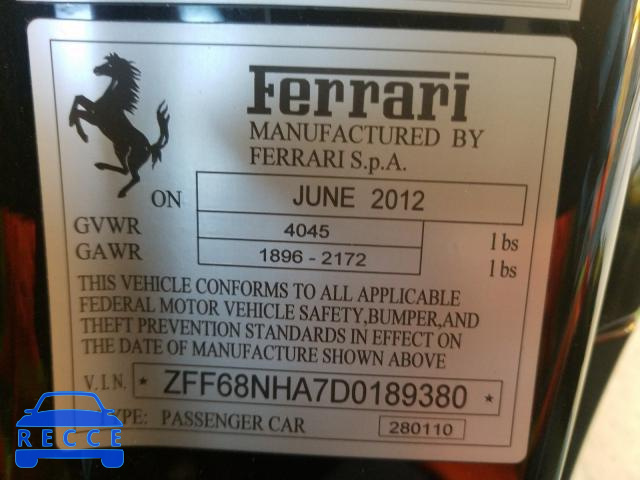 Ferrari
MANUFACTURED BY
FERRARI S.p.A.
ON JUNE 2012
GVWR 4045 lbs
GAWR 1896 - 2172 lbs
THIS VEHICLE CONFORMS TO ALL APPLICABLE
FEDERAL MOTOR VEHICLE SAFETY,BUMPER,AND
THEFT PREVENTION STANDARDS IN EFFECT ON
THE DATE OF MANUFACTURE SHOWN ABOVE
V.I.N. * ZFF68NHA7D0189380 *
TYPE: PASSENGER CAR 280110
RECCE